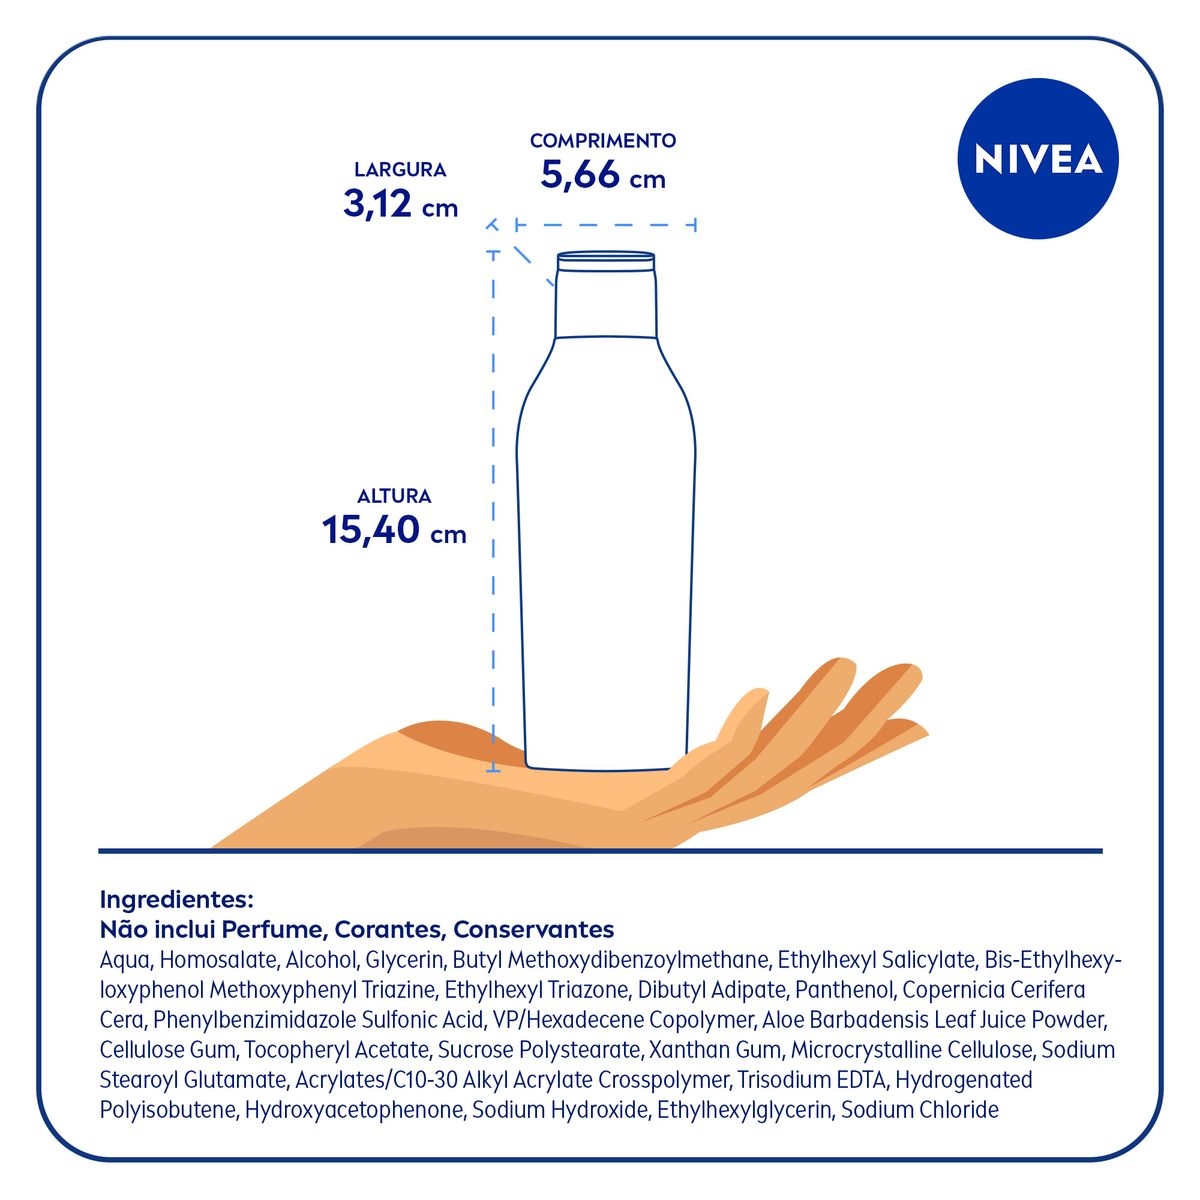 COMPRIMENTO
5,66 cm
LARGURA
3,12 cm
NIVEA
ALTURA
15,40 cm
Ingredientes:
Não inclui Perfume, Corantes, Conservantes
Aqua, Homosalate, Alcohol, Glycerin, Butyl Methoxydibenzoylmethane, Ethylhexyl Salicylate, Bis-Ethylhexy-
loxyphenol Methoxyphenyl Triazine, Ethylhexyl Triazone, Dibutyl Adipate, Panthenol, Copernicia Cerifera
Cera, Phenylbenzimidazole Sulfonic Acid, VP/Hexadecene Copolymer, Aloe Barbadensis Leaf Juice Powder,
Cellulose Gum, Tocopheryl Acetate, Sucrose Polystearate, Xanthan Gum, Microcrystalline Cellulose, Sodium
Stearoyl Glutamate, Acrylates/C10-30 Alkyl Acrylate Crosspolymer, Trisodium EDTA, Hydrogenated
Polyisobutene, Hydroxyacetophenone, Sodium Hydroxide, Ethylhexylglycerin, Sodium Chloride